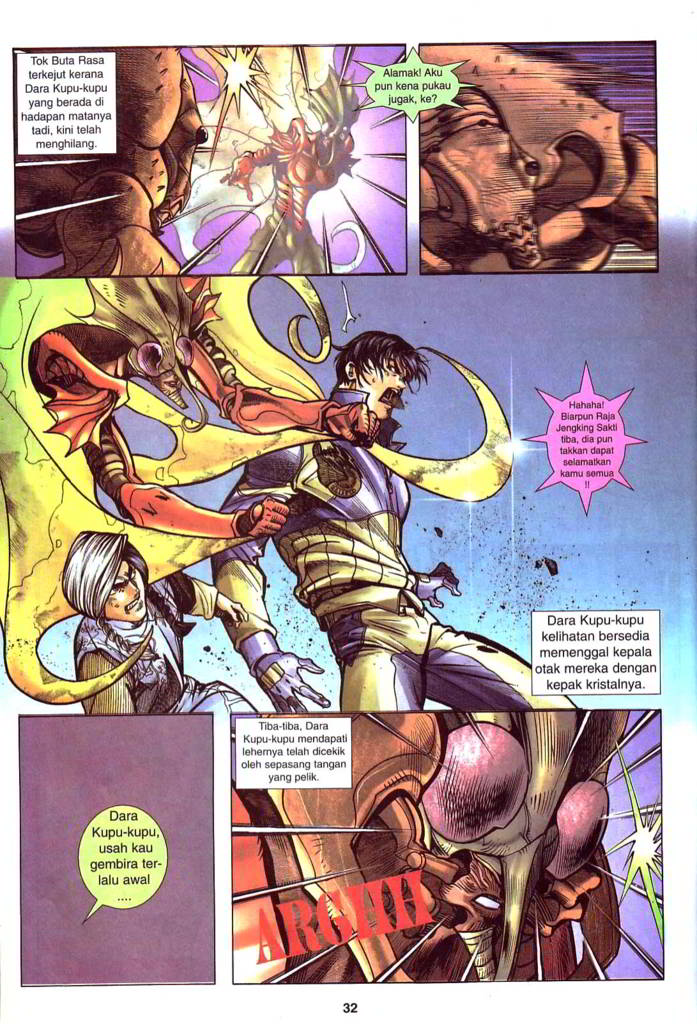 Tok Buta Rasa
terkejut kerana
Dara Kupu-kupu
yang berada di
hadapan matanya
tadi, kini telah
menghilang.
Alamak! Aku
pun kena pukau
jugak, ke?
Hahaha!
Biarpun Raja
Jengking Sakti
tiba, dia pun
takkan dapat
selamatkan
kamu semua
!!
Dara Kupu-kupu
kelihatan bersedia
memenggal kepala
otak mereka dengan
kepak kristalnya.
Dara
Kupu-kupu,
usah kau
gembira ter-
lalu awal
....
Tiba-tiba, Dara
Kupu-kupu mendapati
lehernya telah dicekik
oleh sepasang tangan
yang pelik.
ARGHH
32